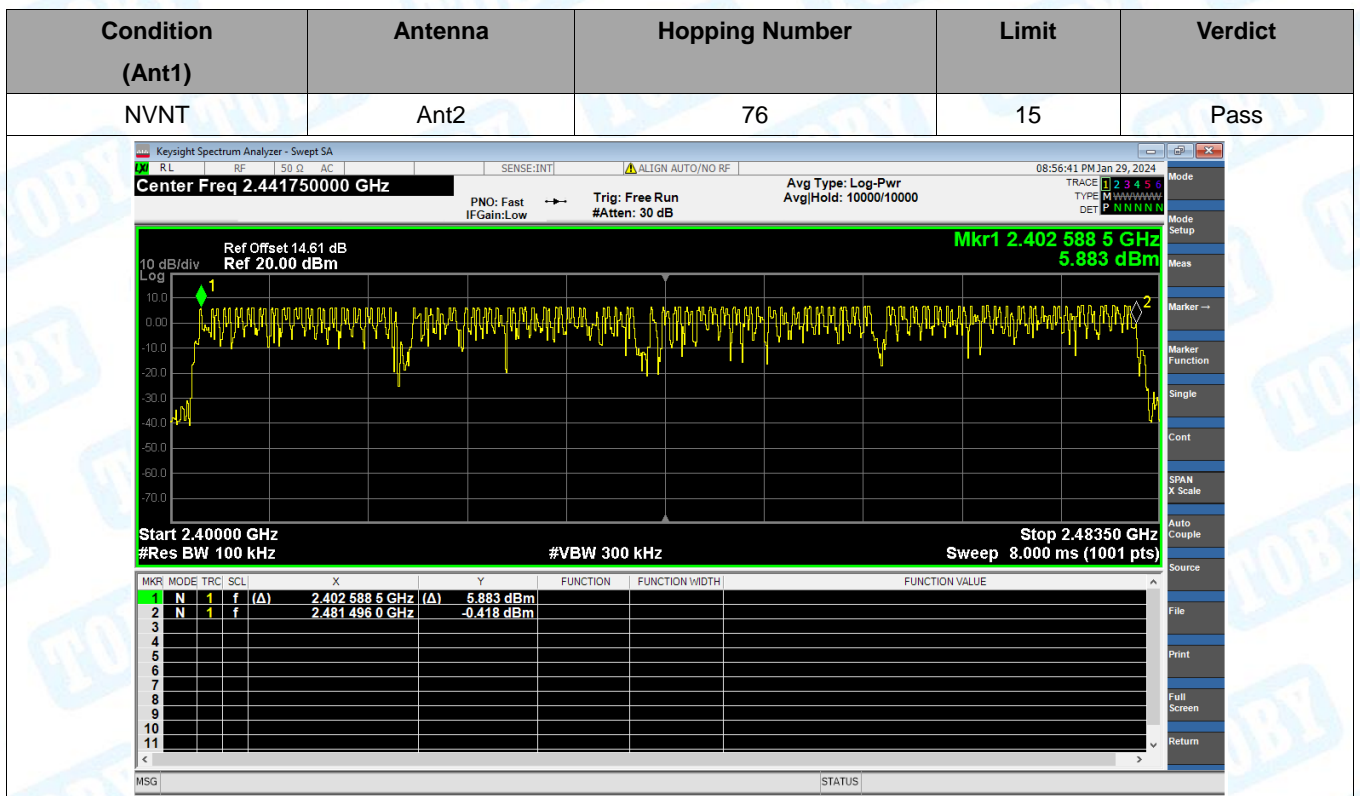 Condition (Ant1) Antenna Hopping Number Limit Verdict
NVNT Ant2 76 15 Pass
Keysight Spectrum Analyzer - Swept SA
LXI RL RF 50 Ω AC SENSE:INT ALIGN AUTO/NO RF 08:56:41 PM Jan 29, 2024
Center Freq 2.441750000 GHz
PNO: Fast
IFGain:Low
Trig: Free Run
#Atten: 30 dB
Avg Type: Log-Pwr
Avg|Hold: 10000/10000
TRACE 1 2 3 4 5 6
TYPE M WWWWW
DET P N N N N N
Ref Offset 14.61 dB
10 dB/div Ref 20.00 dBm
Log
Mkr1 2.402 588 5 GHz
5.883 dBm
1
2
10.0
0.00
-10.0
-20.0
-30.0
-40.0
-50.0
-60.0
-70.0
Start 2.40000 GHz Stop 2.48350 GHz
#Res BW 100 kHz #VBW 300 kHz Sweep 8.000 ms (1001 pts)
MKR MODE TRC SCL X Y FUNCTION FUNCTION WIDTH FUNCTION VALUE
1 N 1 f (Δ) 2.402 588 5 GHz (Δ) 5.883 dBm
2 N 1 f 2.481 496 0 GHz -0.418 dBm
3
4
5
6
7
8
9
10
11
MSG STATUS
Mode
Mode Setup
Meas
Marker →
Marker Function
Single
Cont
SPAN X Scale
Auto Couple
Source
File
Print
Full Screen
Return
TOBY